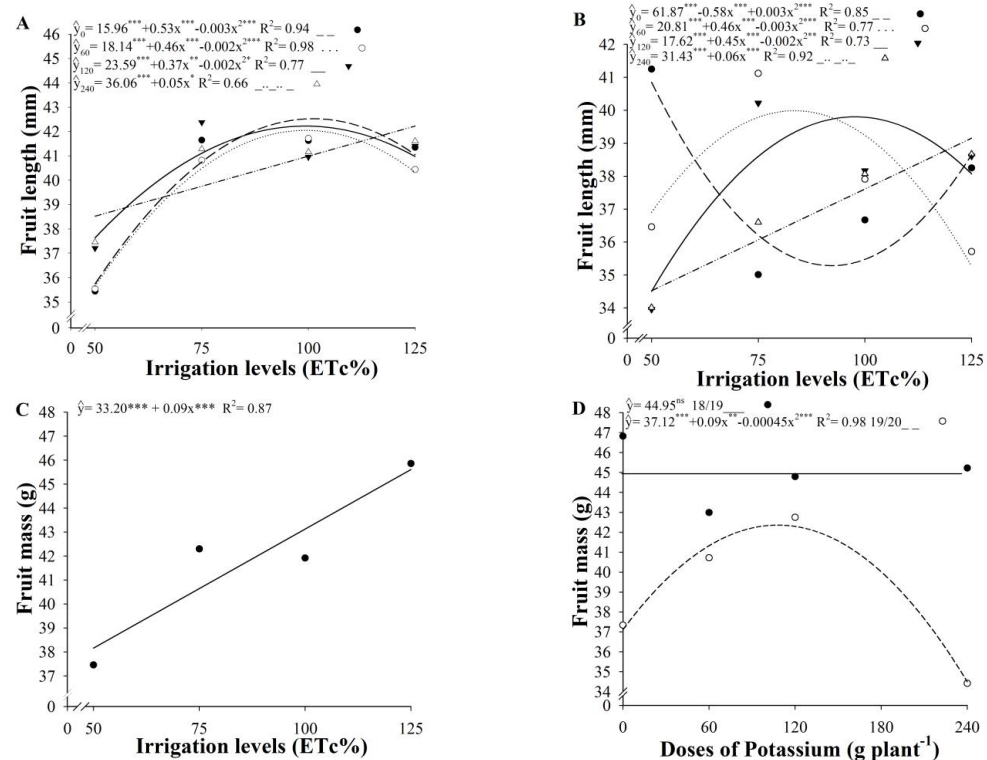 A
ŷ₀ = 15.96***+0.53x***-0.003x²*** R²= 0.94 _ _
ŷ₆₀ = 18.14***+0.46x***-0.002x²*** R²= 0.98 . . .
ŷ₁₂₀ = 23.59***+0.37x**-0.002x²* R²= 0.77 __
ŷ₂₄₀ = 36.06***+0.05x* R²= 0.66 _.._.._
46
45
44
43
42
41
40
39
38
37
36
35
0
Fruit length (mm)
0 50 75 100 125
Irrigation levels (ETc%)
B
ŷ₀ = 61.87***-0.58x***+0.003x²*** R²= 0.85 _ _
ŷ₆₀ = 20.81***+0.46x***-0.003x²*** R²= 0.77 . . .
ŷ₁₂₀ = 17.62***+0.45x***-0.002x²** R²= 0.73 __
ŷ₂₄₀ = 31.43***+0.06x*** R²= 0.92 _.. _.._
42
41
40
39
38
37
36
35
34
0
Fruit length (mm)
0 50 75 100 125
Irrigation levels (ETc%)
C
ŷ= 33.20*** + 0.09x*** R²= 0.87
48
47
46
45
44
43
42
41
40
39
38
37
0
Fruit mass (g)
0 50 75 100 125
Irrigation levels (ETc%)
D
ŷ= 44.95ⁿˢ 18/19___
ŷ= 37.12***+0.09x**-0.00045x²*** R²= 0.98 19/20_ _
48
47
46
45
44
43
42
41
40
39
38
37
36
35
34
0
Fruit mass (g)
0 60 120 180 240
Doses of Potassium (g plant⁻¹)